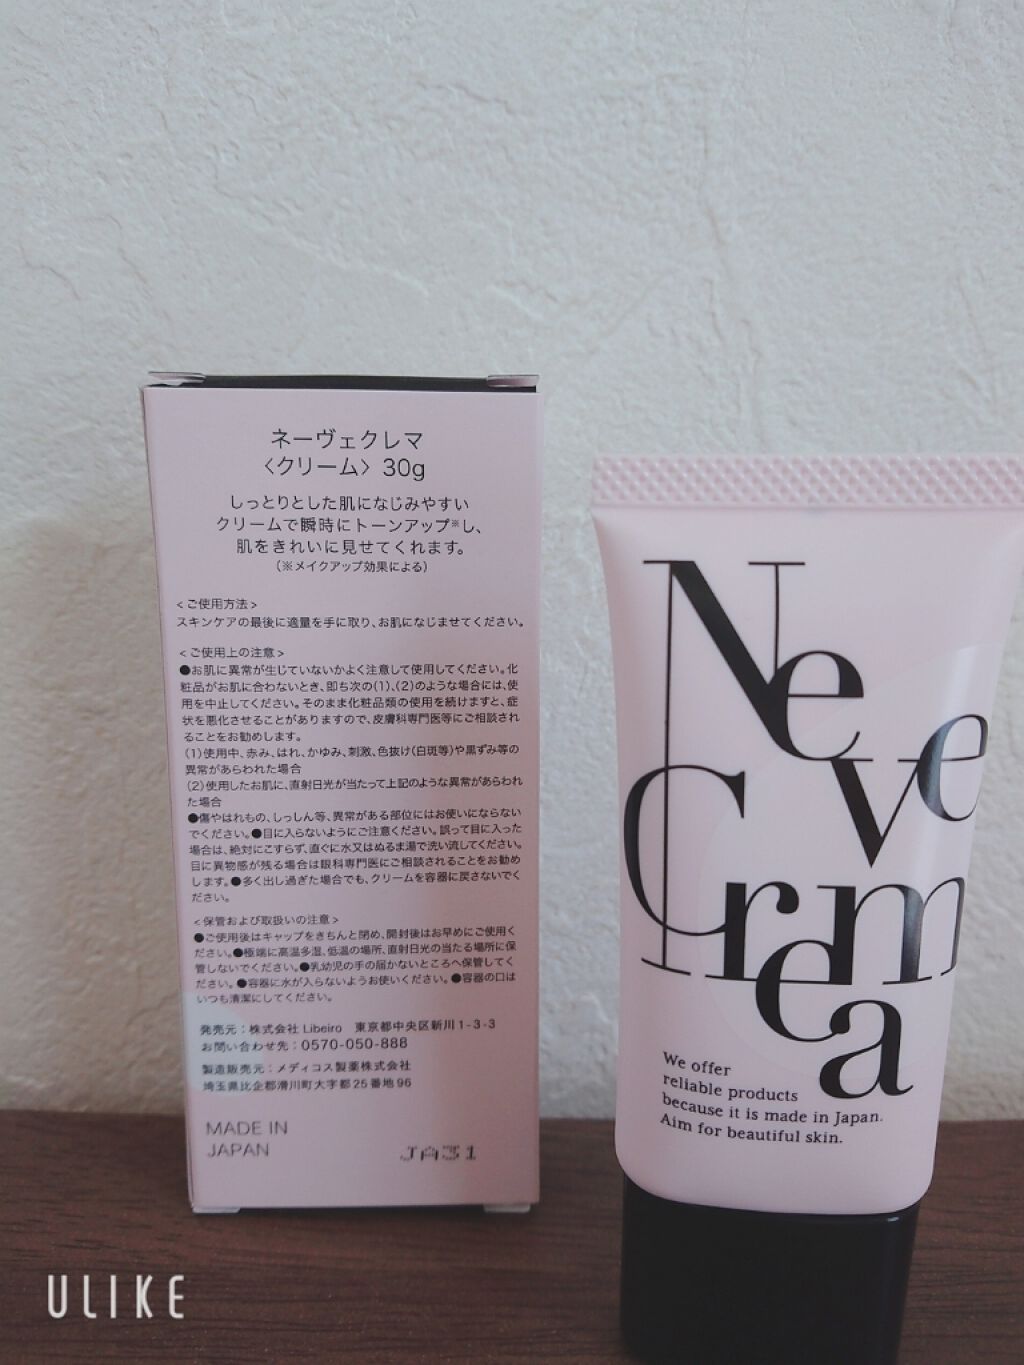 ネーヴェクレマ
〈クリーム〉 30g
しっとりとした肌になじみやすい
クリームで瞬時にトーンアップ※し、
肌をきれいに見せてくれます。
(※メイクアップ効果による)
<ご使用方法>
スキンケアの最後に適量を手に取り、お肌になじませてください。
<ご使用上の注意>
●お肌に異常が生じていないかよく注意して使用してください。化
粧品がお肌に合わないとき、即ち次の(1)、(2)のような場合には、使
用を中止してください。そのまま化粧品類の使用を続けますと、症
状を悪化させることがありますので、皮膚科専門医等にご相談され
ることをお勧めします。
(1)使用中、赤み、はれ、かゆみ、刺激、色抜け(白斑等)や黒ずみ等の
異常があらわれた場合
(2)使用したお肌に、直射日光が当たって上記のような異常があらわれ
た場合
●傷やはれもの、しっしん等、異常がある部位にはお使いにならない
でください。●目に入らないようにご注意ください。誤って目に入った
場合は、絶対にこすらず、直ぐに水又はぬるま湯で洗い流してください。
目に異物感が残る場合は眼科専門医にご相談されることをお勧め
します。●多く出し過ぎた場合でも、クリームを容器に戻さないでく
ださい。
<保管および取扱いの注意>
●ご使用後はキャップをきちんと閉め、開封後はお早めにご使用く
ださい。●極端に高温多湿、低温の場所、直射日光の当たる場所に保
管しないでください。●乳幼児の手の届かないところへ保管してく
ださい。●容器に水が入らないようお使いください。●容器の口は
いつも清潔にしてください。
発売元:株式会社 Libeiro 東京都中央区新川1-3-3
お問い合わせ先:0570-050-888
製造販売元:メディコス製薬株式会社
埼玉県比企郡滑川町大字都25番地96
MADE IN
JAPAN
JA31
Neve
Crema
We offer
reliable products
because it is made in Japan.
Aim for beautiful skin.
ULIKE